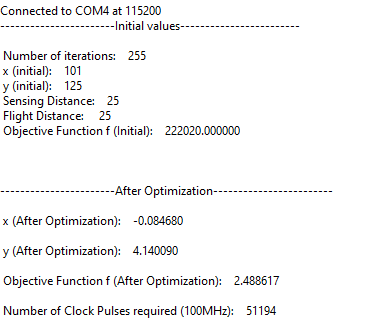 Connected to COM4 at 115200
-----------------------Initial values------------------------
Number of iterations: 255
x (initial): 101
y (initial): 125
Sensing Distance: 25
Flight Distance: 25
Objective Function f (Initial): 222020.000000
-----------------------After Optimization------------------------
x (After Optimization): -0.084680
y (After Optimization): 4.140090
Objective Function f (After Optimization): 2.488617
Number of Clock Pulses required (100MHz): 51194